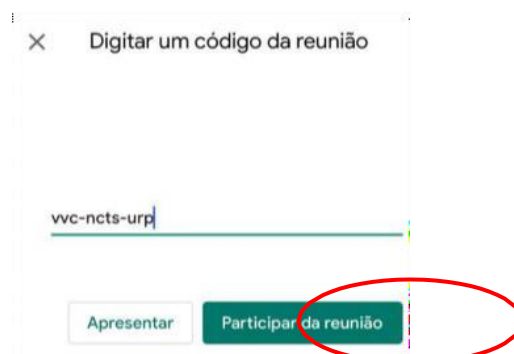 Digitar um código da reunião
vvc-ncts-urp
Apresentar
Participar da reunião